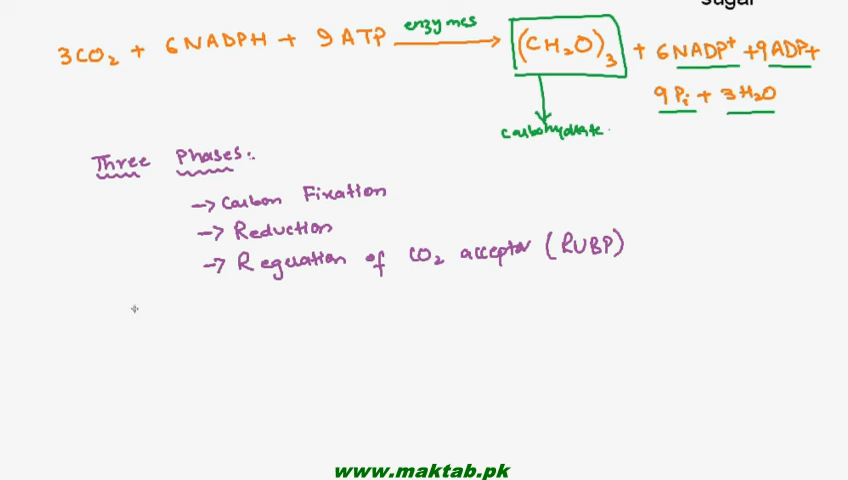 sugar
enzymes
3CO₂ + 6NADPH + 9ATP → (CH₂O)₃ + 6NADP⁺ + 9ADP+
9Pi + 3H₂O
carbohydrate.
Three Phases:
→ Carbon Fixation
→ Reduction
→ Reguation of CO₂ acceptor (RUBP)
www.maktab.pk